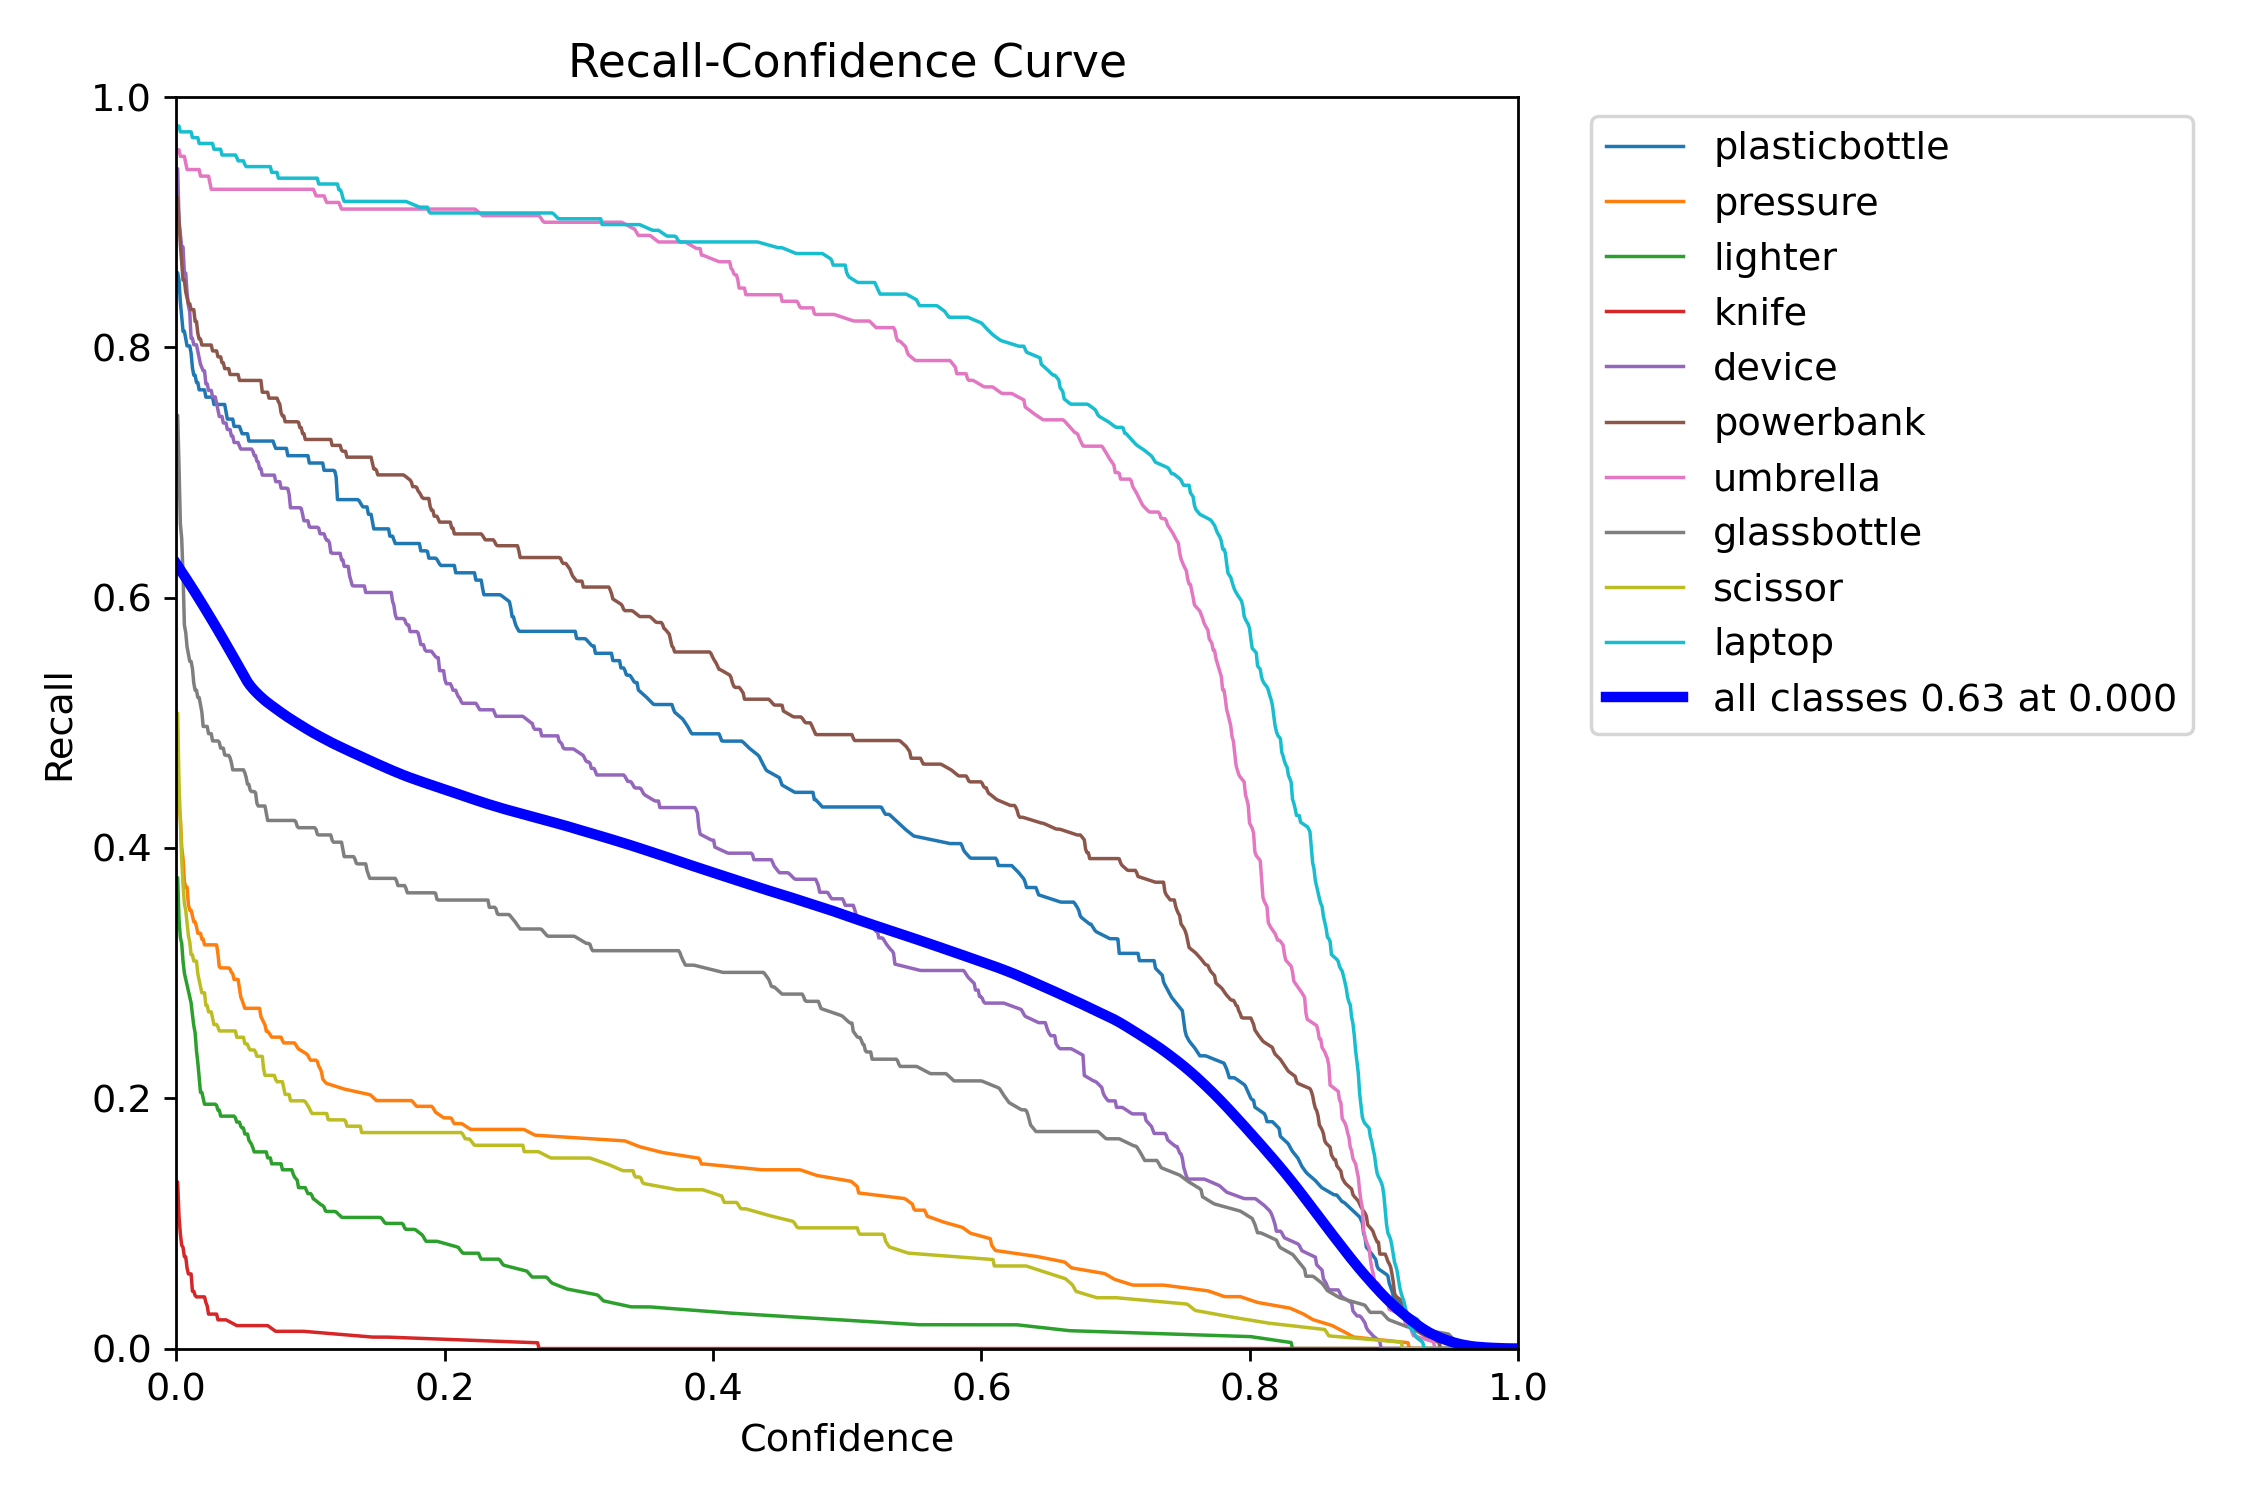 Recall-Confidence Curve
1.0
0.8
0.6
0.4
0.2
0.0
Recall
0.0 0.2 0.4 0.6 0.8 1.0
Confidence
plasticbottle
pressure
lighter
knife
device
powerbank
umbrella
glassbottle
scissor
laptop
all classes 0.63 at 0.000